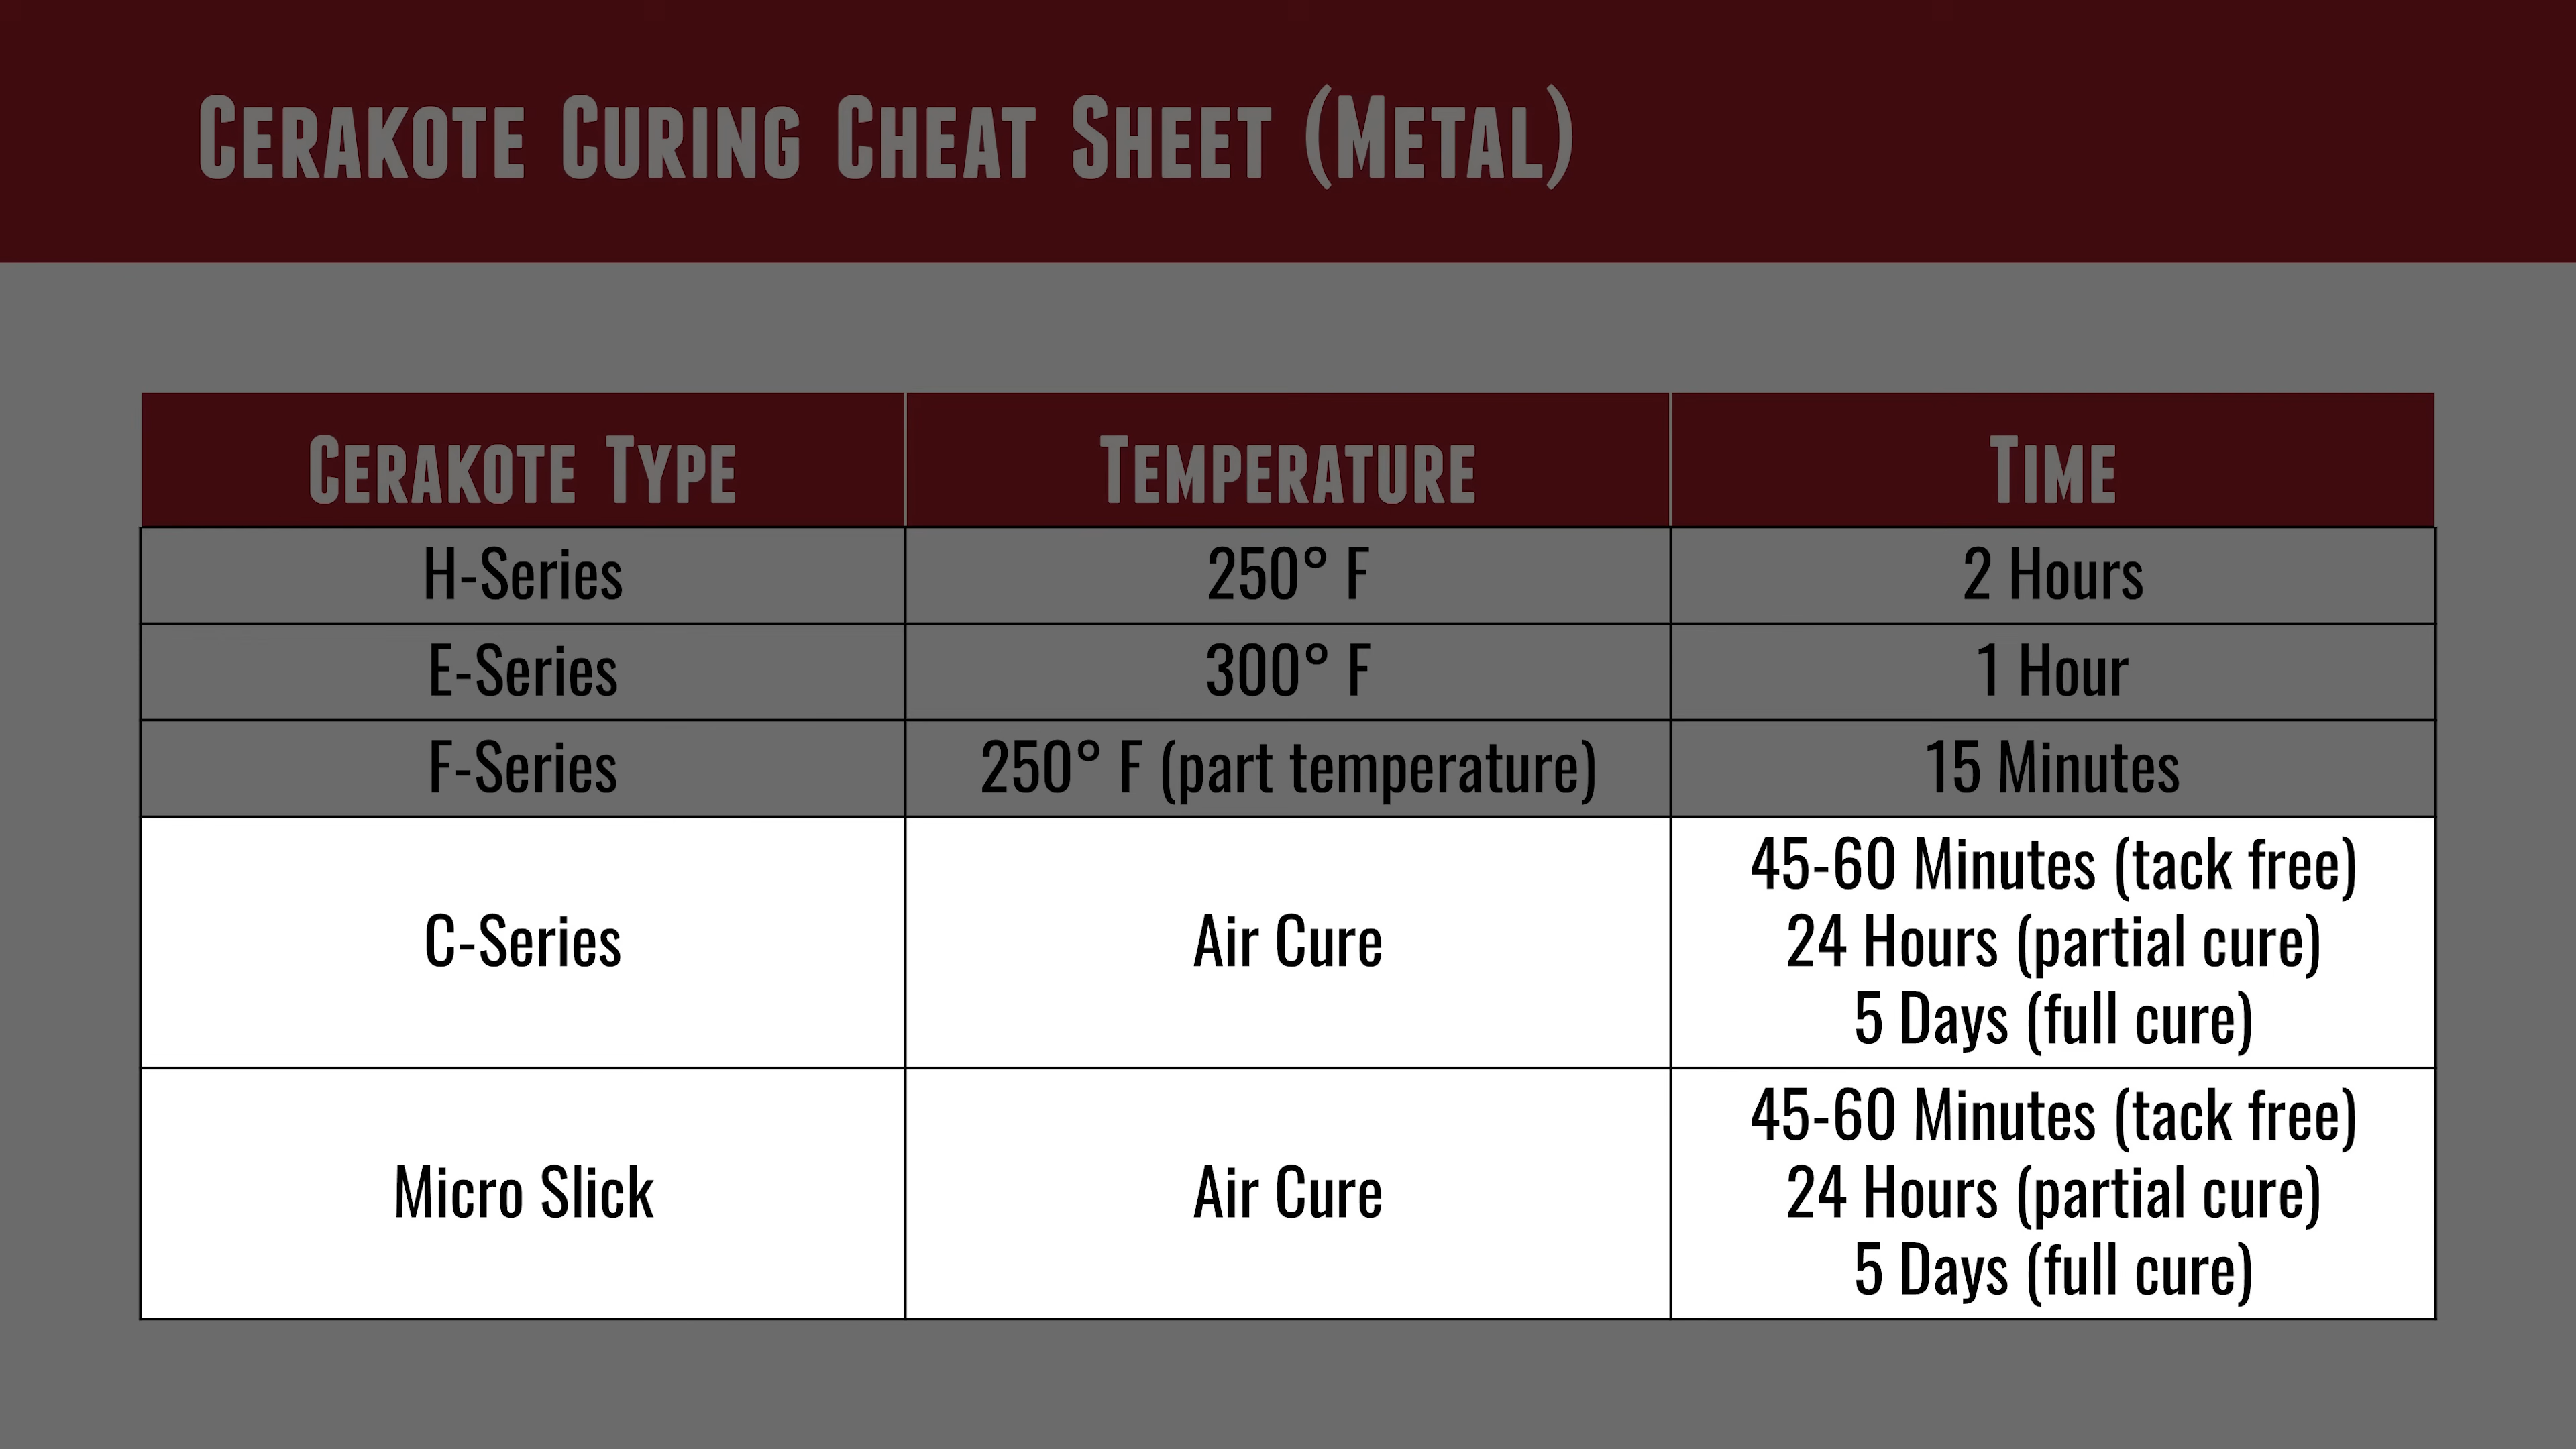 Cerakote Curing Cheat Sheet (Metal)
Cerakote Type Temperature Time
H-Series 250° F 2 Hours
E-Series 300° F 1 Hour
F-Series 250° F (part temperature) 15 Minutes
C-Series Air Cure 45-60 Minutes (tack free)
24 Hours (partial cure)
5 Days (full cure)
Micro Slick Air Cure 45-60 Minutes (tack free)
24 Hours (partial cure)
5 Days (full cure)